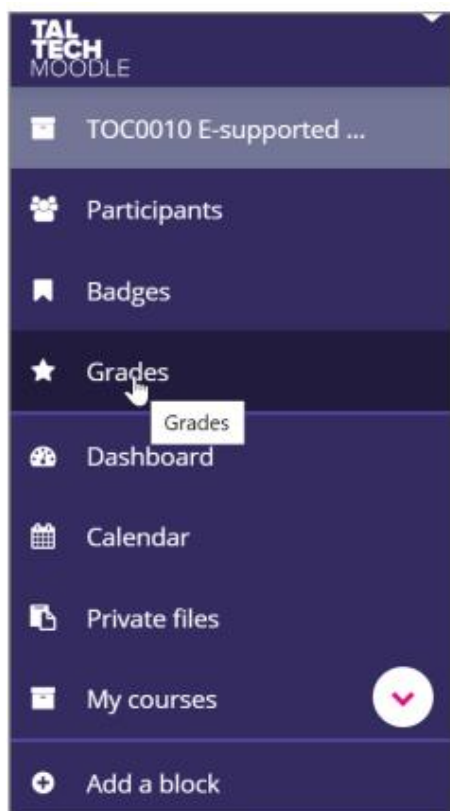 TAL
TECH
MOODLE
TOC0010 E-supported ...
Participants
Badges
Grades
Grades
Dashboard
Calendar
Private files
My courses
Add a block